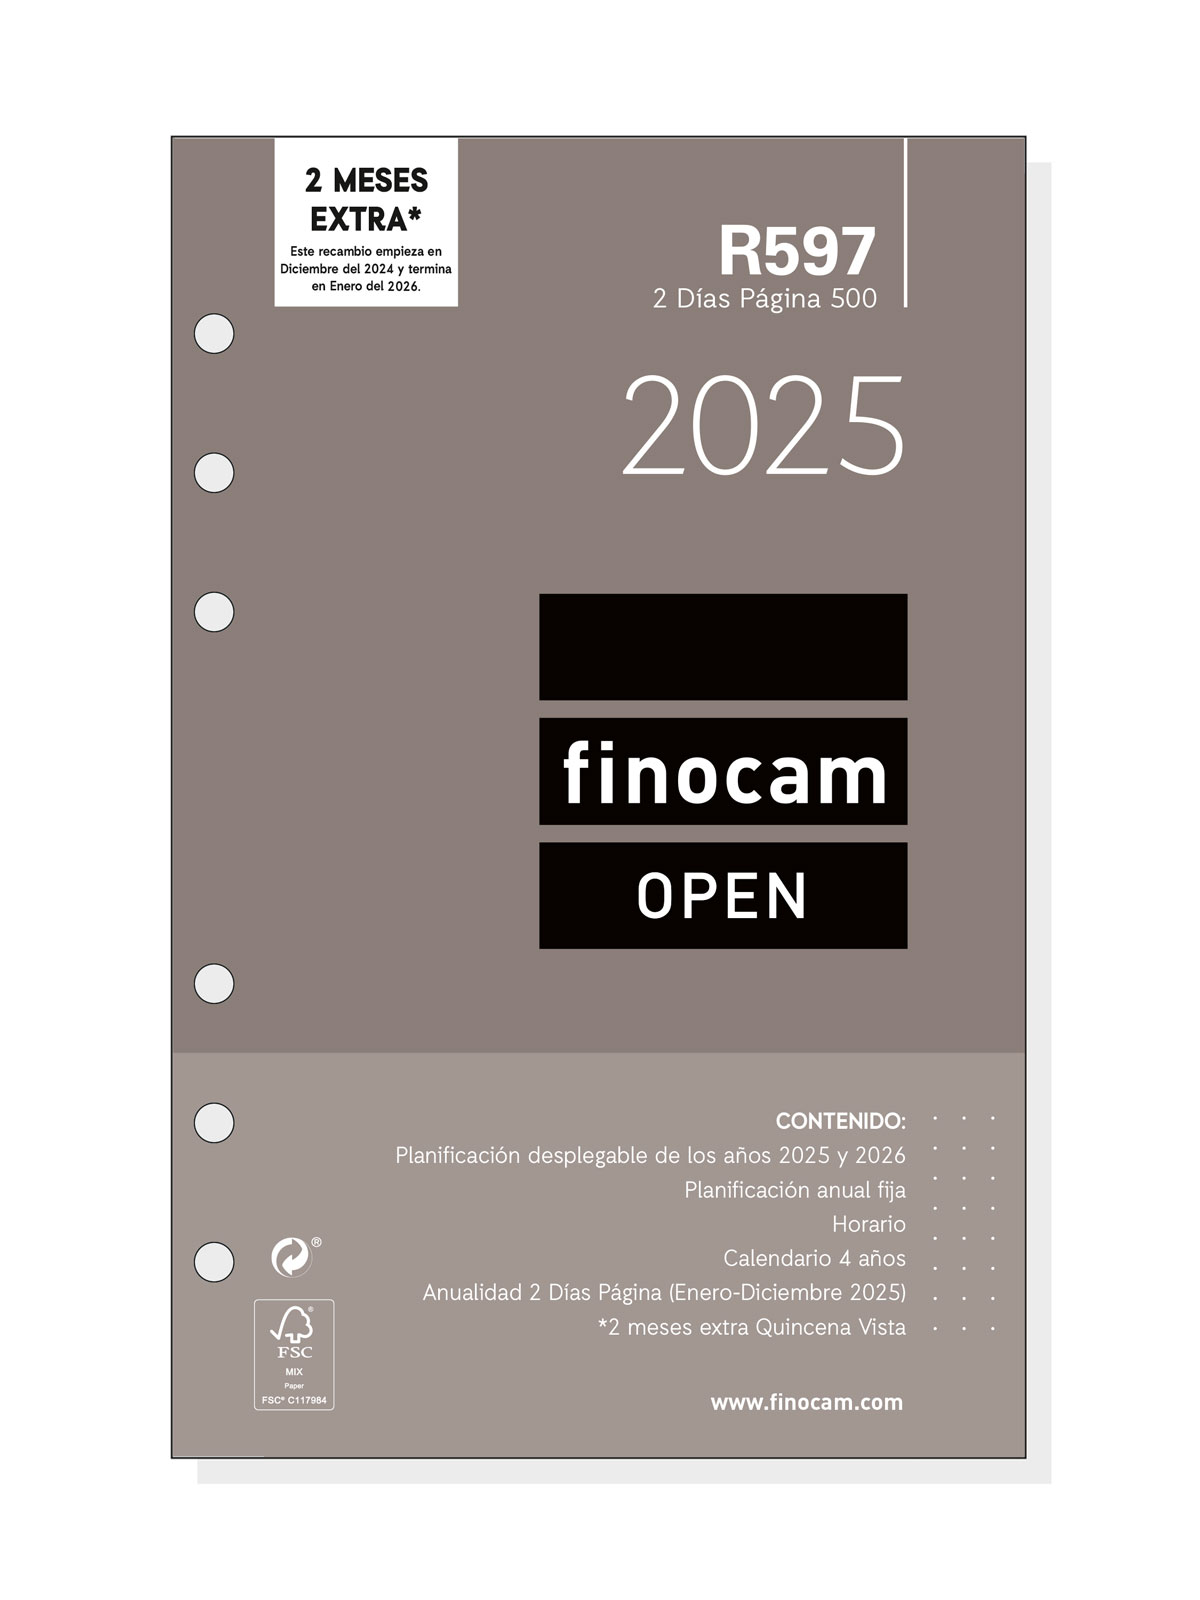 2 MESES
EXTRA*
Este recambio empieza en
Diciembre del 2024 y termina
en Enero del 2026.
R597
2 Días Página 500
2025
finocam
OPEN
CONTENIDO:
Planificación desplegable de los años 2025 y 2026
Planificación anual fija
Horario
Calendario 4 años
Anualidad 2 Días Página (Enero-Diciembre 2025)
*2 meses extra Quincena Vista
®
®
FSC
MIX
Paper
FSC® C117984
www.finocam.com